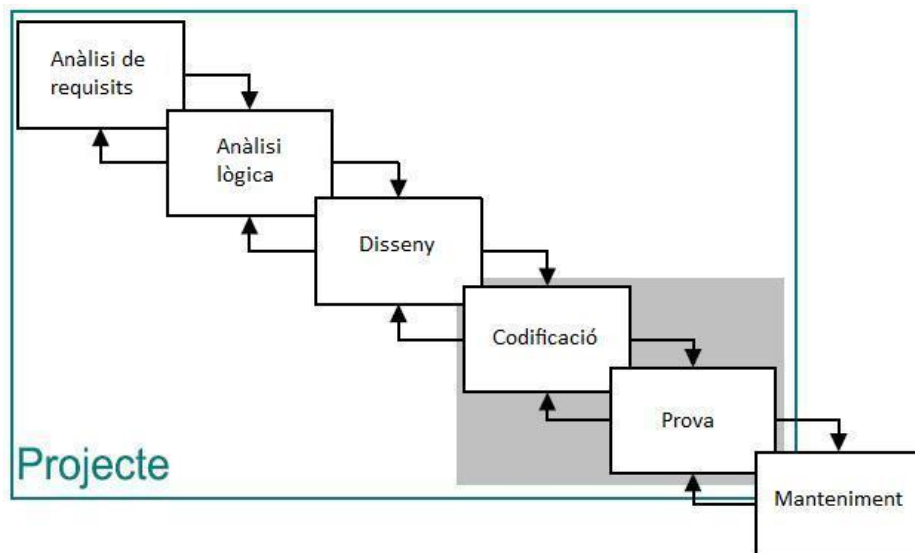 Anàlisi de
requisits
Anàlisi
lògica
Disseny
Codificació
Prova
Projecte
Manteniment